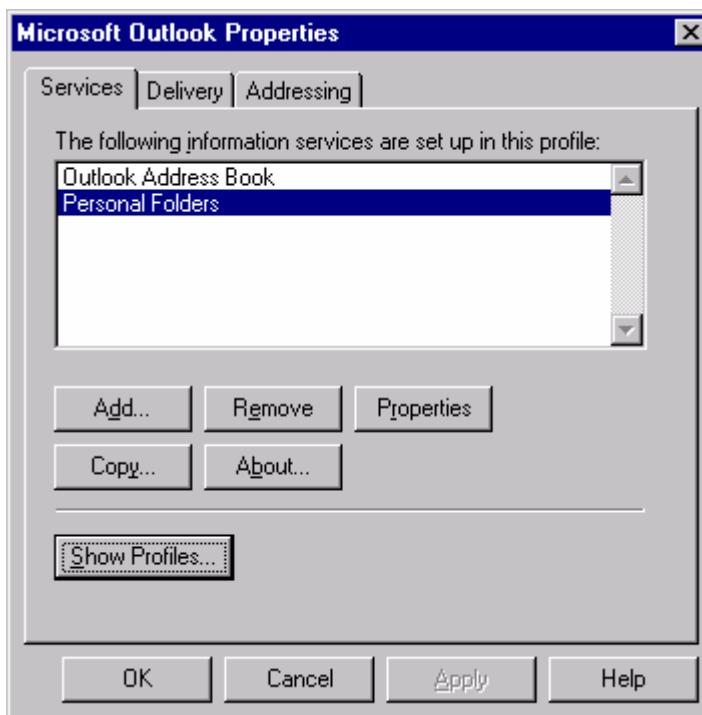 Microsoft Outlook Properties
Services Delivery Addressing
The following information services are set up in this profile:
Outlook Address Book
Personal Folders
Add... Remove Properties
Copy... About...
Show Profiles...
OK Cancel Apply Help